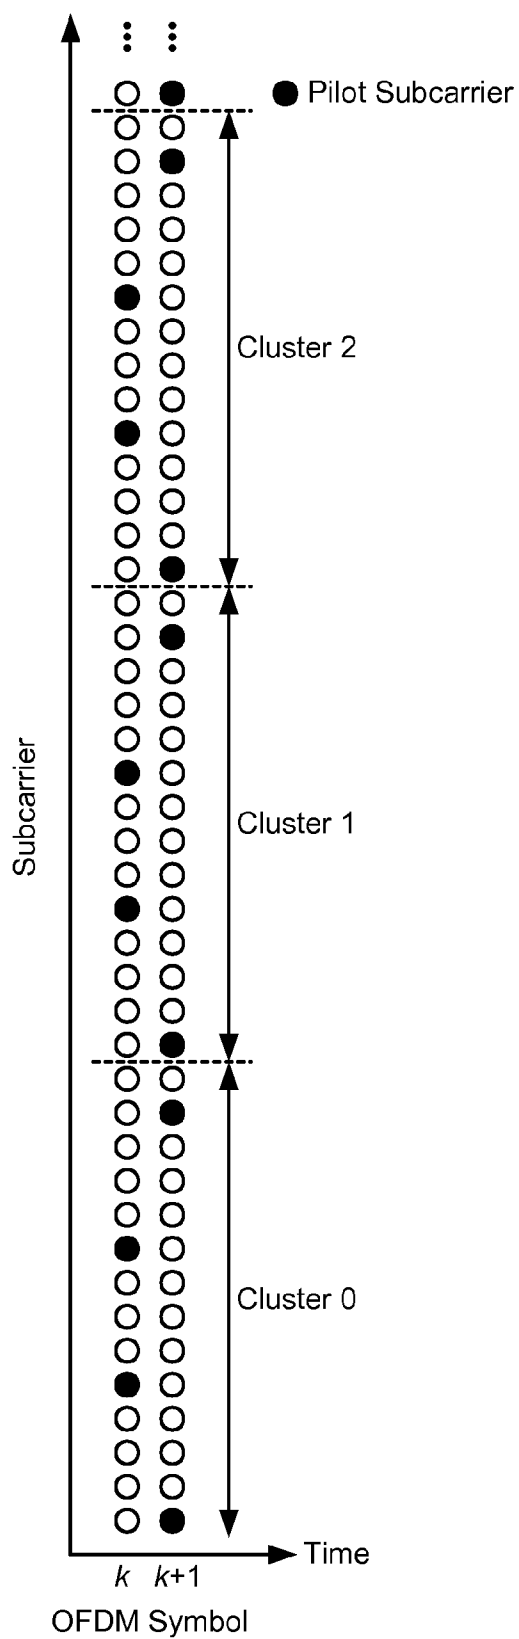 Pilot Subcarrier
Cluster 2
Cluster 1
Subcarrier
Cluster 0
Time
k k+1
OFDM Symbol